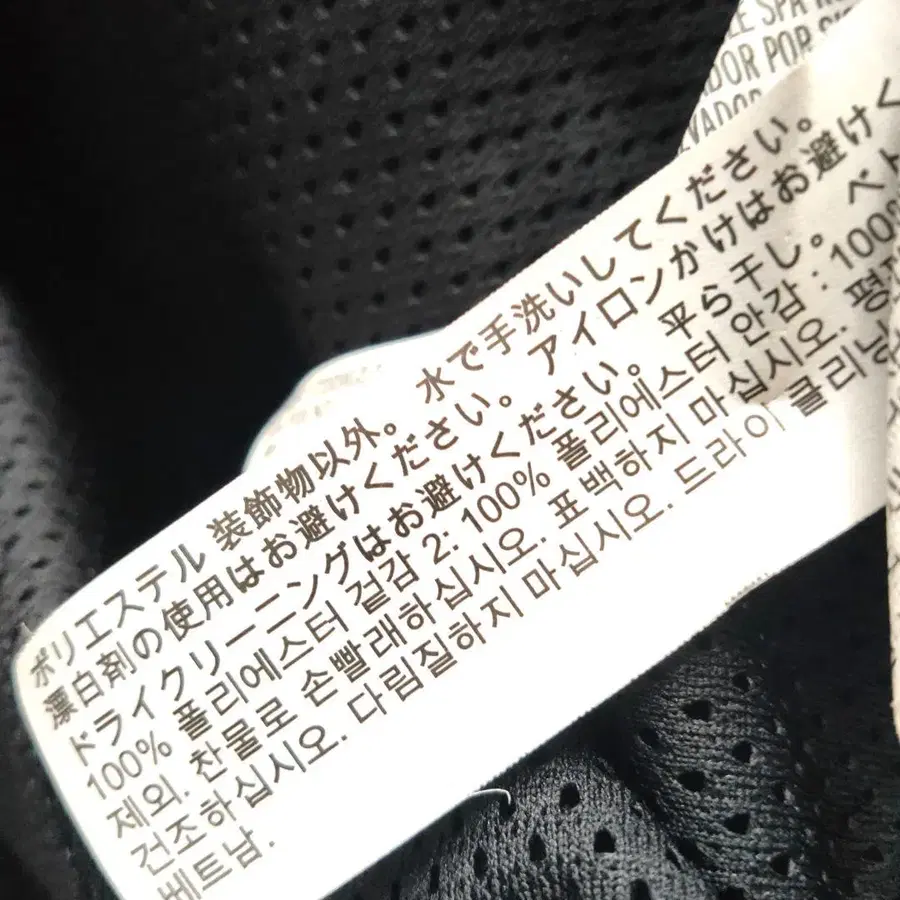 POR
ポリエステル 装飾物以外。 水で手洗いしてください。
漂白剤の使用はお避けください。 アイロンかけはお避けく
ドライクリーニングはお避けください。 平ら干し。 ベト
100% 폴리에스터 겉감 2: 100% 폴리에스터 안감 : 100%
제외. 찬물로 손빨래하십시오. 표백하지 마십시오. 평
건조하십시오. 다림질하지 마십시오. 드라이 클리닝
베트남.